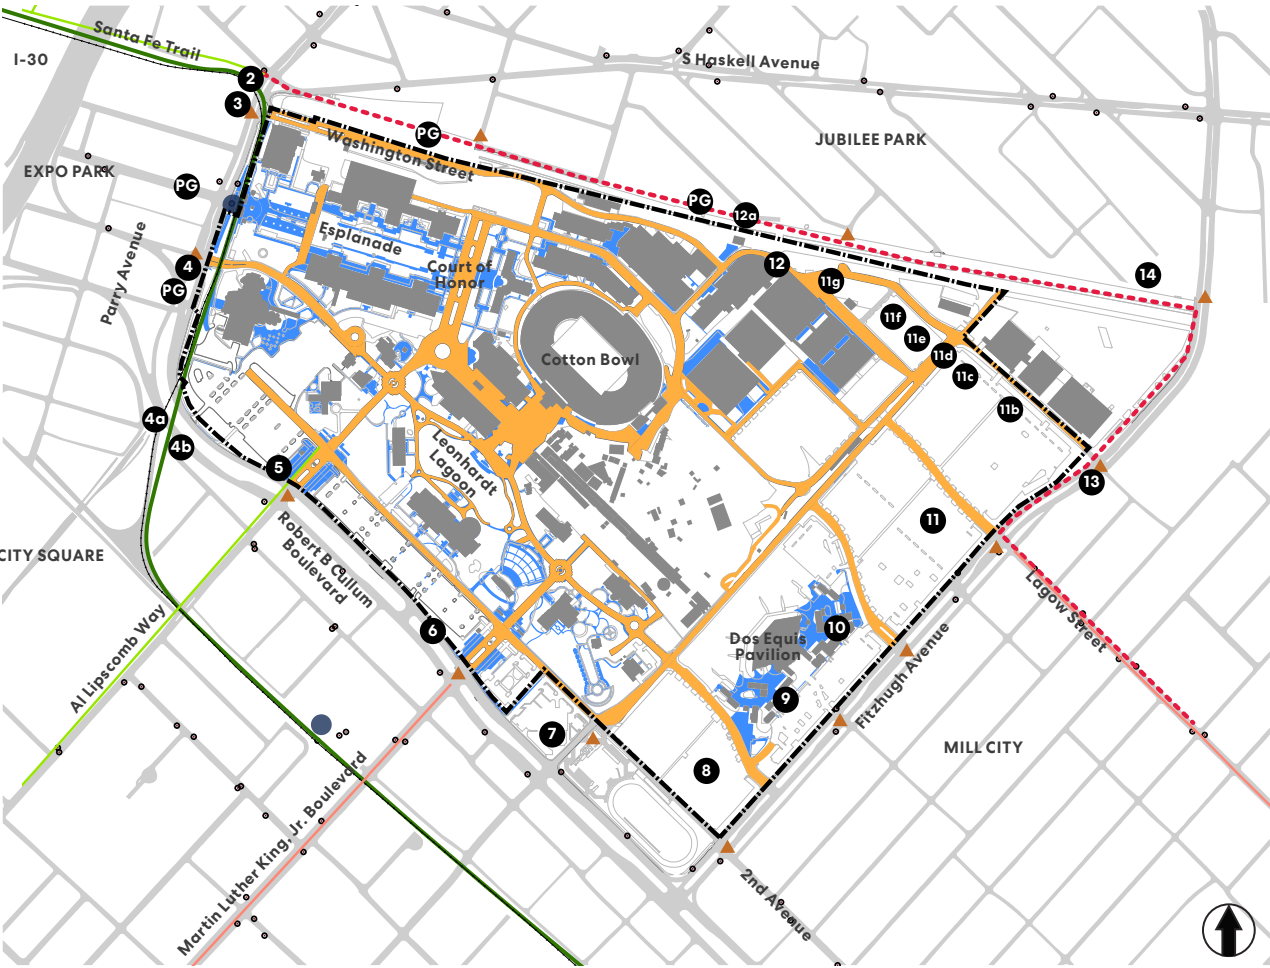 Santa Fe Trail
I-30
S Haskell Avenue
2
3
PG
Washington Street
JUBILEE PARK
EXPO PARK
PG
PG
12a
Esplanade
Parry Avenue
4
PG
Court of
Honor
12
11g
14
11f
11e
11d
11c
11b
Cotton Bowl
4a
4b
5
Leonhardt
Lagoon
13
11
CITY SQUARE
Robert B Cullum
Boulevard
Al Lipscomb Way
6
10
Dos Equis
Pavilion
9
Lagow Street
Fitzhugh Avenue
7
8
MILL CITY
Martin Luther King, Jr. Boulevard
2nd Avenue